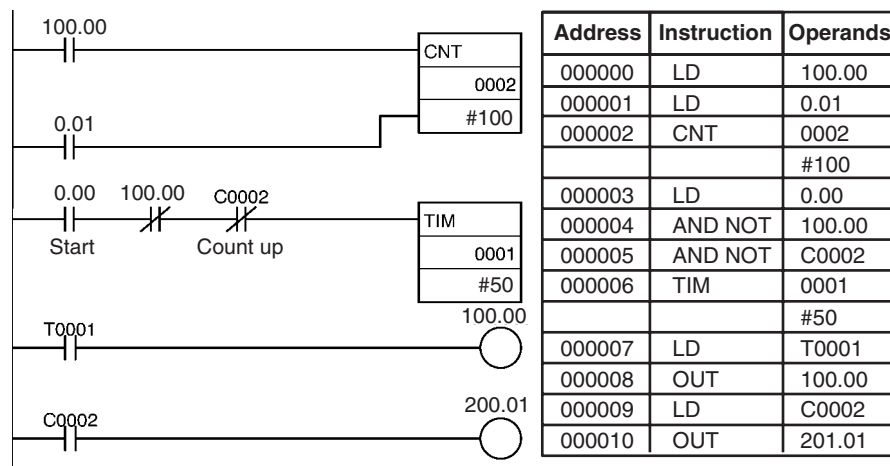 100.00
CNT
0002
#100
0.01
0.00 100.00 C0002
Start Count up
TIM
0001
#50
100.00
T0001
200.01
C0002
Address Instruction Operands
000000 LD 100.00
000001 LD 0.01
000002 CNT 0002
#100
000003 LD 0.00
000004 AND NOT 100.00
000005 AND NOT C0002
000006 TIM 0001
#50
000007 LD T0001
000008 OUT 100.00
000009 LD C0002
000010 OUT 201.01